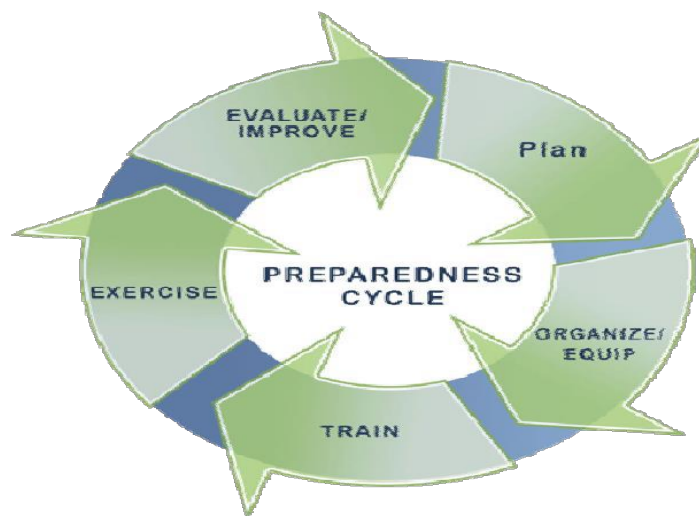 EVALUATE/
IMPROVE
Plan
PREPAREDNESS
CYCLE
EXERCISE
ORGANIZE/
EQUIP
TRAIN